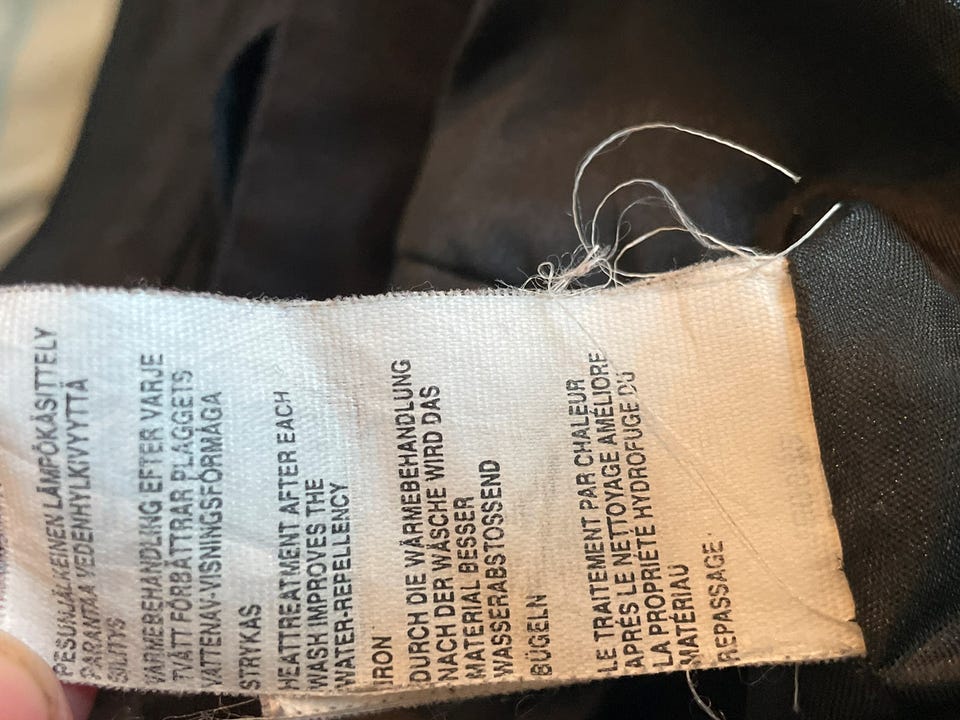 PESUNJÄLKEINEN LÄMPÖKÄSITTELY
PARANTAA VEDENHYLKIVYYTTÄ
SILITYS
VÄRMEBEHANDLING EFTER VARJE
TVÄTT FÖRBÄTTRAR PLAGGETS
VATTENAV-VISNINGSFÖRMÅGA
STRYKAS
HEATTREATMENT AFTER EACH
WASH IMPROVES THE
WATER-REPELLENCY
IRON
DURCH DIE WÄRMEBEHANDLUNG
NACH DER WÄSCHE WIRD DAS
MATERIAL BESSER
WASSERABSTOSSEND
BÜGELN
LE TRAITEMENT PAR CHALEUR
APRÉS LE NETTOYAGE AMÉLIORE
LA PROPRIÉTÉ HYDROFUGE DU
MATÉRIAU
REPASSAGE